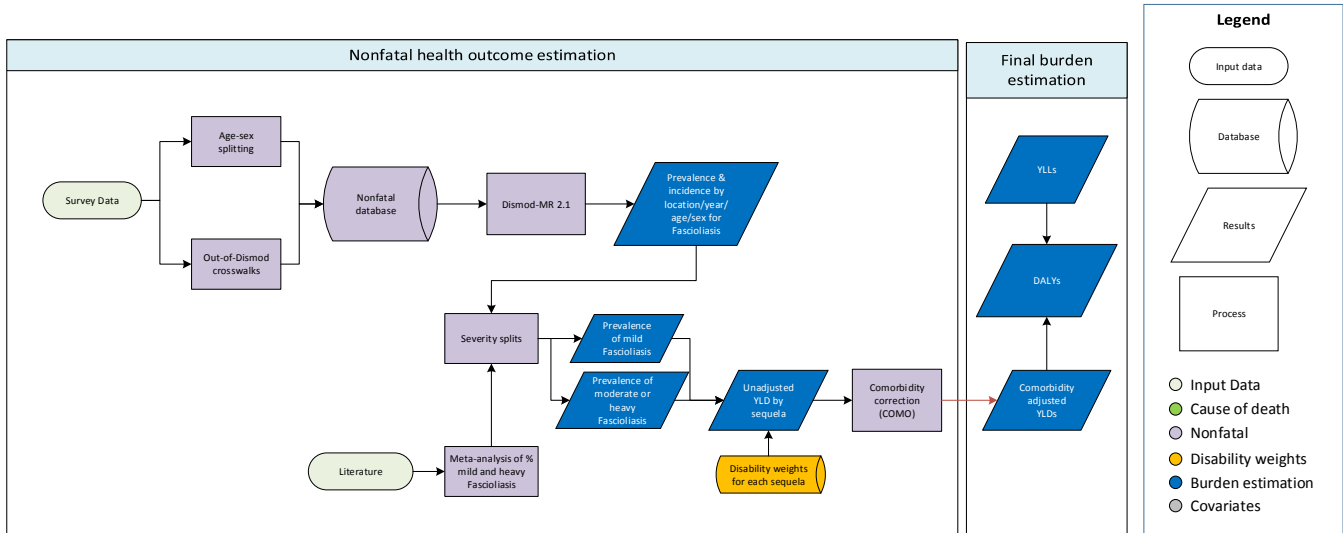 Nonfatal health outcome estimation
Final burden
estimation
Legend
Input data
Database
Results
Process
Input Data
Cause of death
Nonfatal
Disability weights
Burden estimation
Covariates
Survey Data
Age-sex
splitting
Out-of-Dismod
crosswalks
Nonfatal
database
Dismod-MR 2.1
Prevalence &
incidence by
location/year/
age/sex for
Fascioliasis
Severity splits
Literature
Meta-analysis of %
mild and heavy
Fascioliasis
Prevalence
of mild
Fascioliasis
Prevalence of
moderate or
heavy Fascioliasis
Unadjusted
YLD by
sequela
Disability weights
for each sequela
Comorbidity
correction
(COMO)
YLLs
DALYs
Comorbidity
adjusted
YLDs